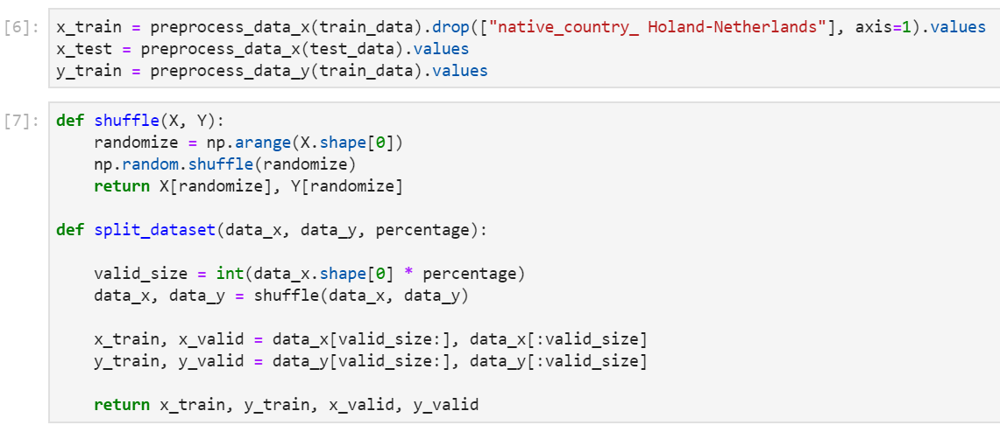 [6]: x_train = preprocess_data_x(train_data).drop(["native_country_ Holand-Netherlands"], axis=1).values
x_test = preprocess_data_x(test_data).values
y_train = preprocess_data_y(train_data).values
[7]: def shuffle(X, Y):
    randomize = np.arange(X.shape[0])
    np.random.shuffle(randomize)
    return X[randomize], Y[randomize]
def split_dataset(data_x, data_y, percentage):
    valid_size = int(data_x.shape[0] * percentage)
    data_x, data_y = shuffle(data_x, data_y)
    x_train, x_valid = data_x[valid_size:], data_x[:valid_size]
    y_train, y_valid = data_y[valid_size:], data_y[:valid_size]
    return x_train, y_train, x_valid, y_valid